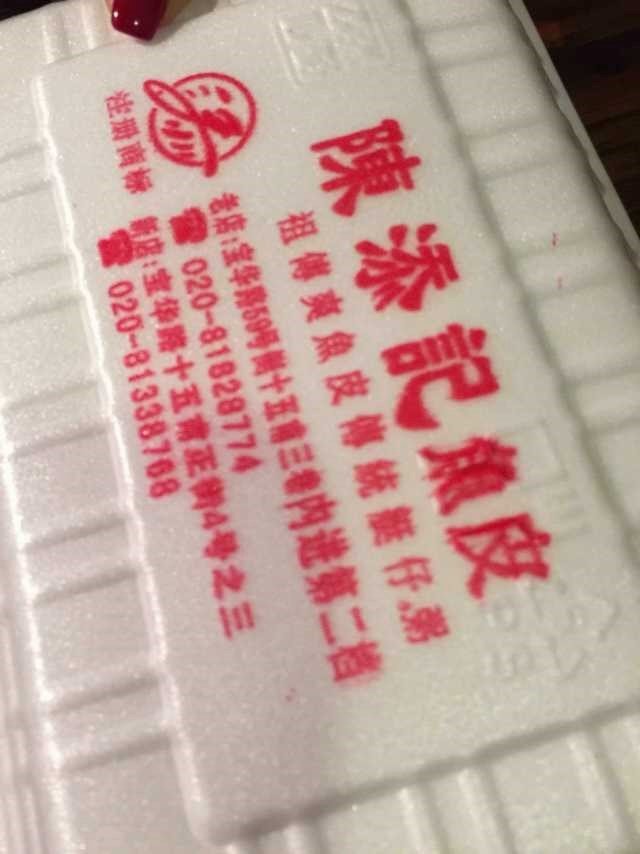 陳添記魚皮
祖傳爽魚皮傳統艇仔粥
注册商标
老店:宝华路59号街十五甫三巷内进第二档
☎020-81828774
新店:宝华路十五甫正街4号之三
☎020-81338768